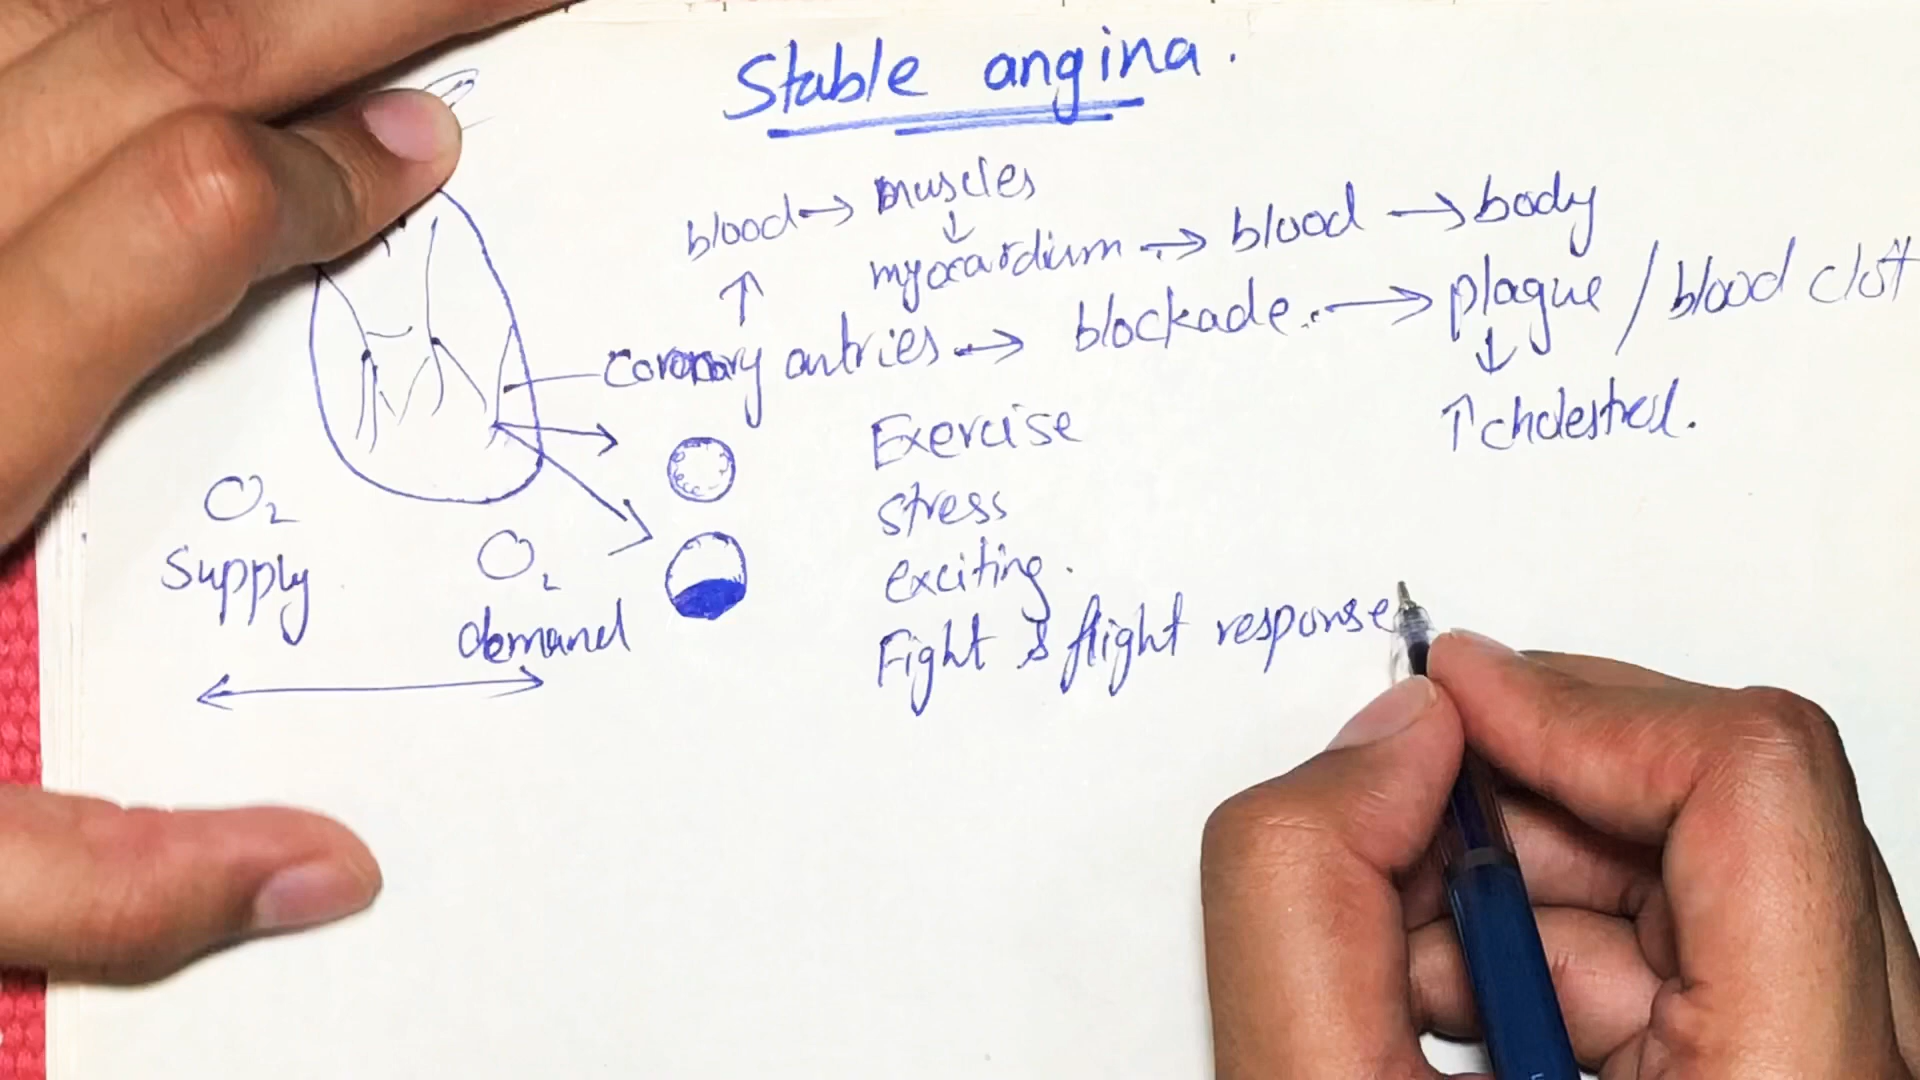 Stable angina.
blood → muscles
↓
myocardium → blood → body
↑
coronary antries → blockade. → plague / blood clot
↓
↑ cholestrol.
Exercise
stress
exciting.
Fight & flight response
O₂
supply
O₂
demand